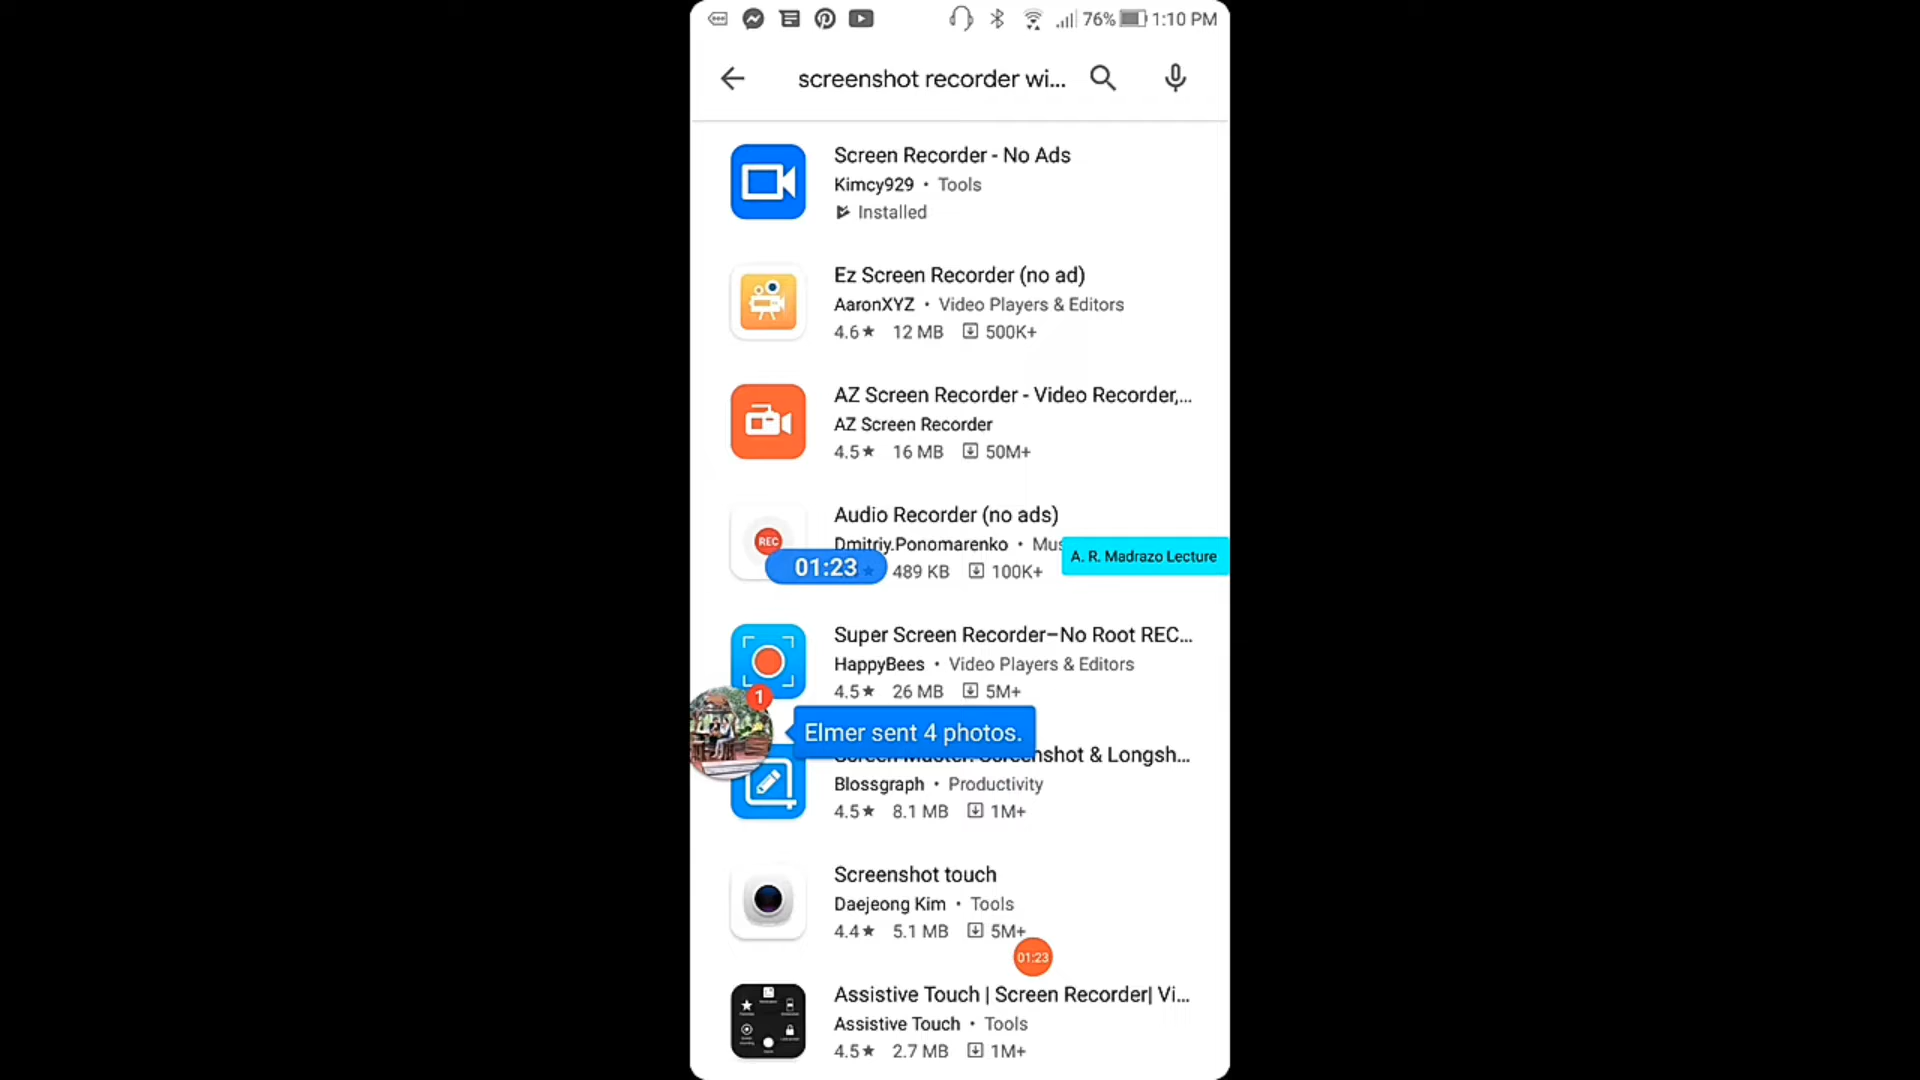 76% 1:10 PM
screenshot recorder wi...
Screen Recorder - No Ads
Kimcy929 • Tools
Installed
Ez Screen Recorder (no ad)
AaronXYZ • Video Players & Editors
4.6★ 12 MB 500K+
AZ Screen Recorder - Video Recorder,...
AZ Screen Recorder
4.5★ 16 MB 50M+
Audio Recorder (no ads)
REC
Dmitriy.Ponomarenko • Mus
A. R. Madrazo Lecture
01:23
489 KB 100K+
Super Screen Recorder–No Root REC...
HappyBees • Video Players & Editors
4.5★ 26 MB 5M+
1
Elmer sent 4 photos.
Screen Master: Screenshot & Longsh...
Blossgraph • Productivity
4.5★ 8.1 MB 1M+
Screenshot touch
Daejeong Kim • Tools
4.4★ 5.1 MB 5M+
01:23
Assistive Touch | Screen Recorder| Vi...
Assistive Touch • Tools
4.5★ 2.7 MB 1M+